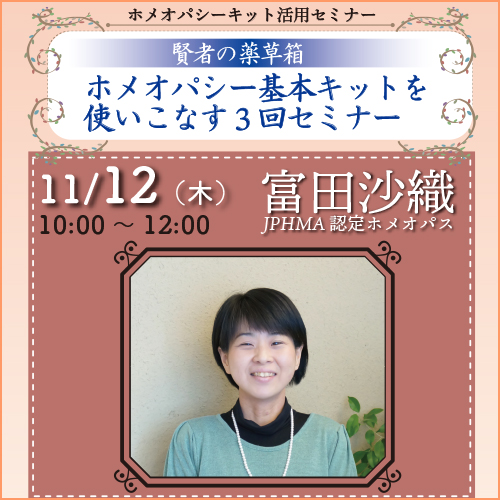 ホメオパシーキット活用セミナー
賢者の薬草箱
ホメオパシー基本キットを
使いこなす3回セミナー
11/12（木）
10:00 ～ 12:00
富田沙織
JPHMA 認定ホメオパス